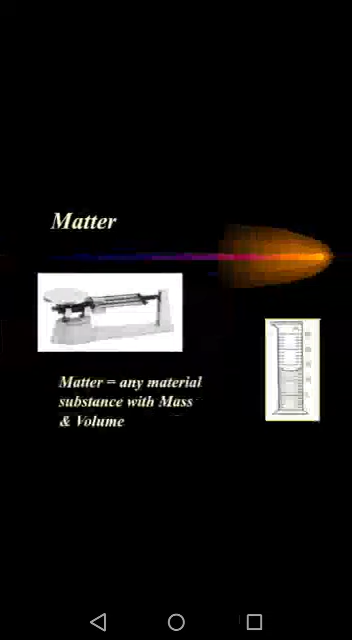 Matter
Matter = any material
substance with Mass
& Volume